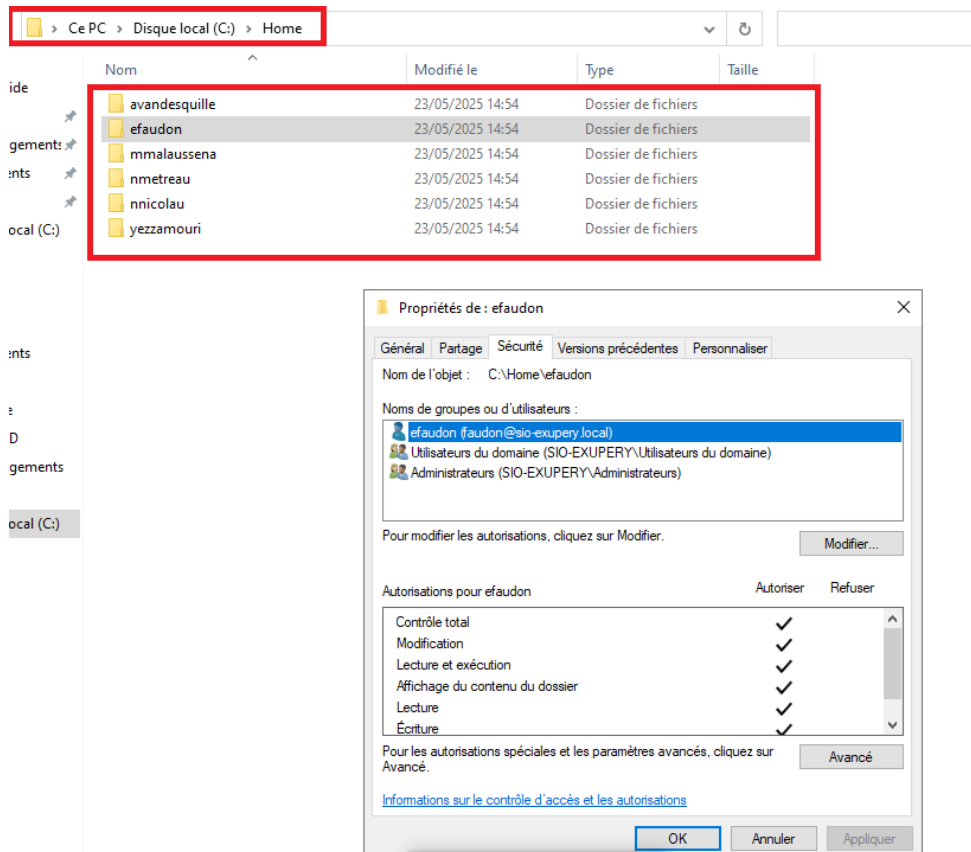 Ce PC > Disque local (C:) > Home
Nom Modifié le Type Taille
ide
avandesquille 23/05/2025 14:54 Dossier de fichiers
efaudon 23/05/2025 14:54 Dossier de fichiers
gements mmalaussena 23/05/2025 14:54 Dossier de fichiers
ents nmetreau 23/05/2025 14:54 Dossier de fichiers
nnicolau 23/05/2025 14:54 Dossier de fichiers
ocal (C:) yezzamouri 23/05/2025 14:54 Dossier de fichiers
Propriétés de : efaudon
Général Partage Sécurité Versions précédentes Personnaliser
ents
Nom de l'objet : C:\Home\efaudon
e
Noms de groupes ou d'utilisateurs :
efaudon (faudon@sio-exupery.local)
D
Utilisateurs du domaine (SIO-EXUPERY\Utilisateurs du domaine)
gements
Administrateurs (SIO-EXUPERY\Administrateurs)
ocal (C:)
Pour modifier les autorisations, cliquez sur Modifier.
Modifier...
Autorisations pour efaudon Autoriser Refuser
Contrôle total
Modification
Lecture et exécution
Affichage du contenu du dossier
Lecture
Écriture
Pour les autorisations spéciales et les paramètres avancés, cliquez sur
Avancé.
Avancé
Informations sur le contrôle d'accès et les autorisations
OK Annuler Appliquer